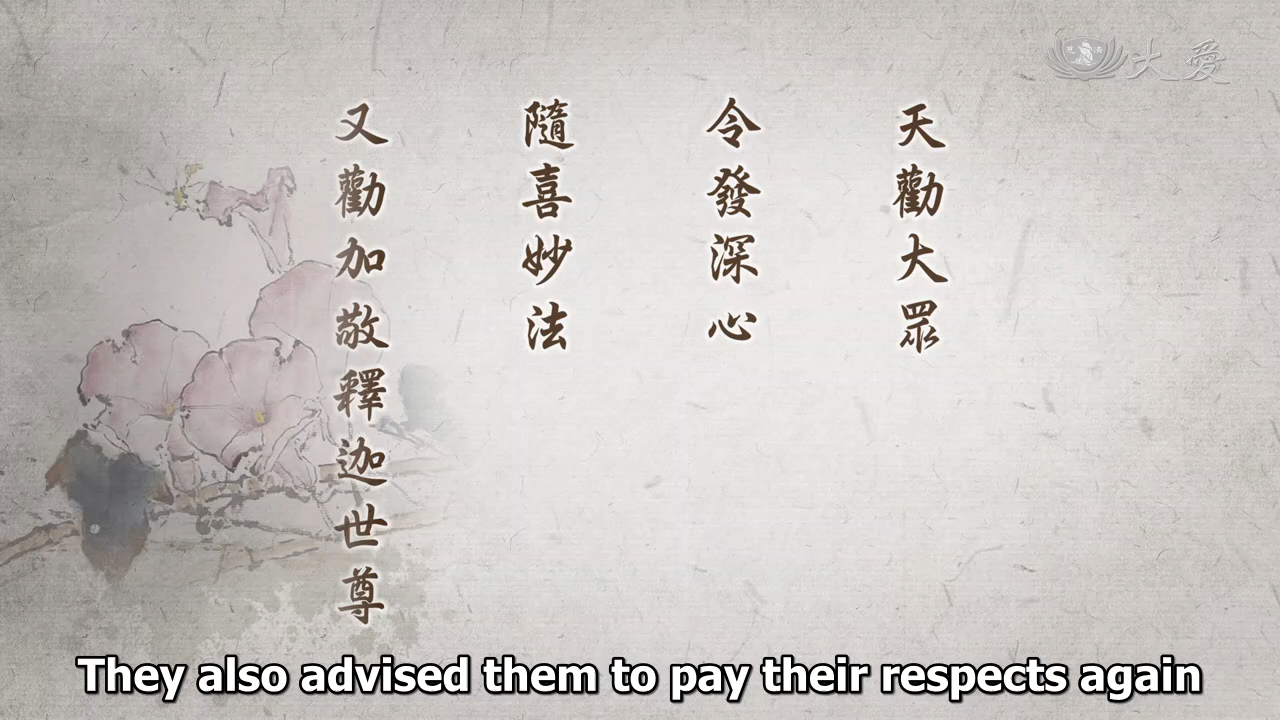 大愛
天勸大眾
令發深心
隨喜妙法
又勸加敬釋迦世尊
They also advised them to pay their respects again